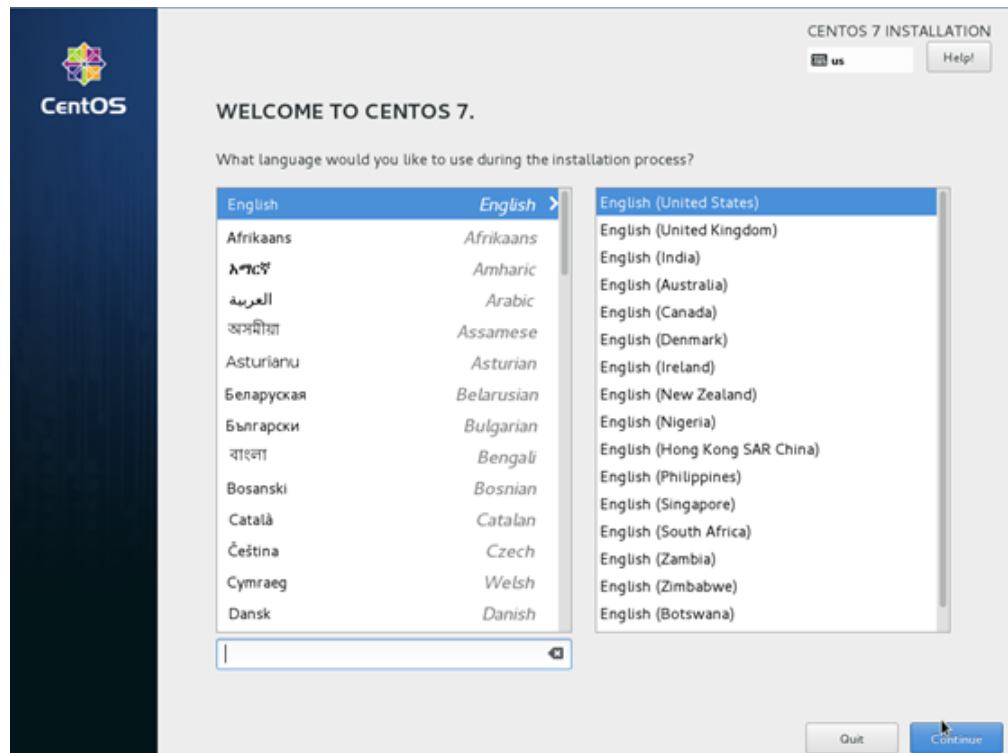 CENTOS 7 INSTALLATION
us
Help!
CentOS
WELCOME TO CENTOS 7.
What language would you like to use during the installation process?
English English
Afrikaans Afrikaans
አማርኛ Amharic
العربية Arabic
অসমীয়া Assamese
Asturianu Asturian
Беларуская Belarusian
Български Bulgarian
বাংলা Bengali
Bosanski Bosnian
Català Catalan
Čeština Czech
Cymraeg Welsh
Dansk Danish
English (United States)
English (United Kingdom)
English (India)
English (Australia)
English (Canada)
English (Denmark)
English (Ireland)
English (New Zealand)
English (Nigeria)
English (Hong Kong SAR China)
English (Philippines)
English (Singapore)
English (South Africa)
English (Zambia)
English (Zimbabwe)
English (Botswana)
Quit
Continue